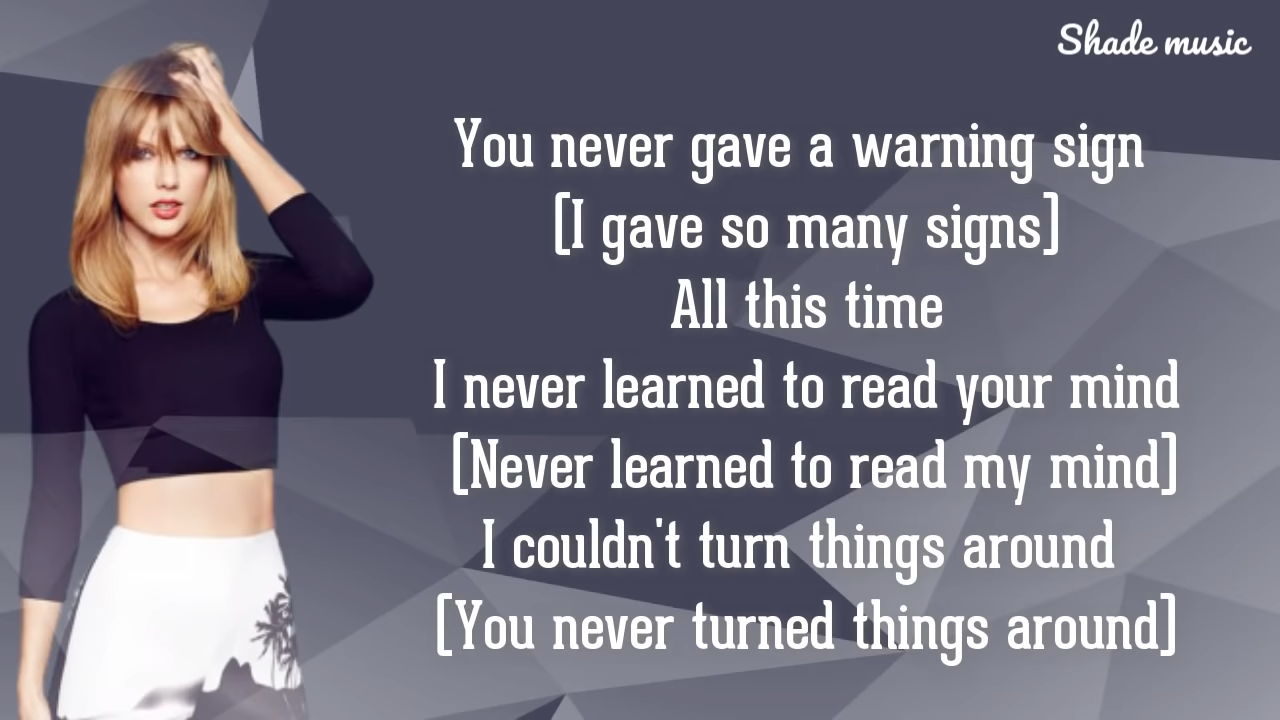 Shade music
You never gave a warning sign
[I gave so many signs]
All this time
I never learned to read your mind
[Never learned to read my mind]
I couldn't turn things around
[You never turned things around]